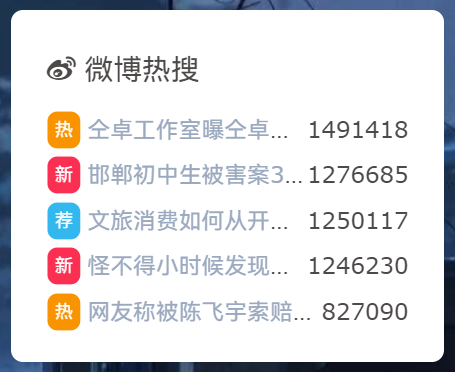 微博热搜
热 仝卓工作室曝仝卓... 1491418
新 邯郸初中生被害案3... 1276685
荐 文旅消费如何从开... 1250117
新 怪不得小时候发现... 1246230
热 网友称被陈飞宇索赔... 827090